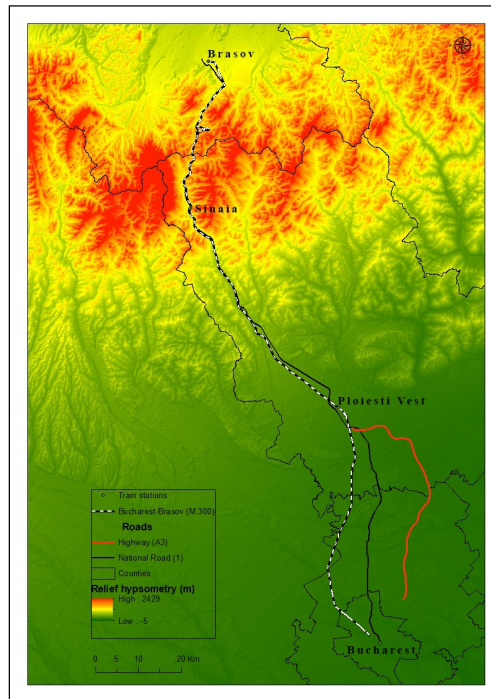 Brasov
Sinaia
Ploiesti Vest
Train stations
Bucharest-Brasov (M 300)
Roads
Highway (A3)
National Road (1)
Counties
Relief hypsometry (m)
High : 2429
Low : -5
0 5 10 20 Km
Bucharest